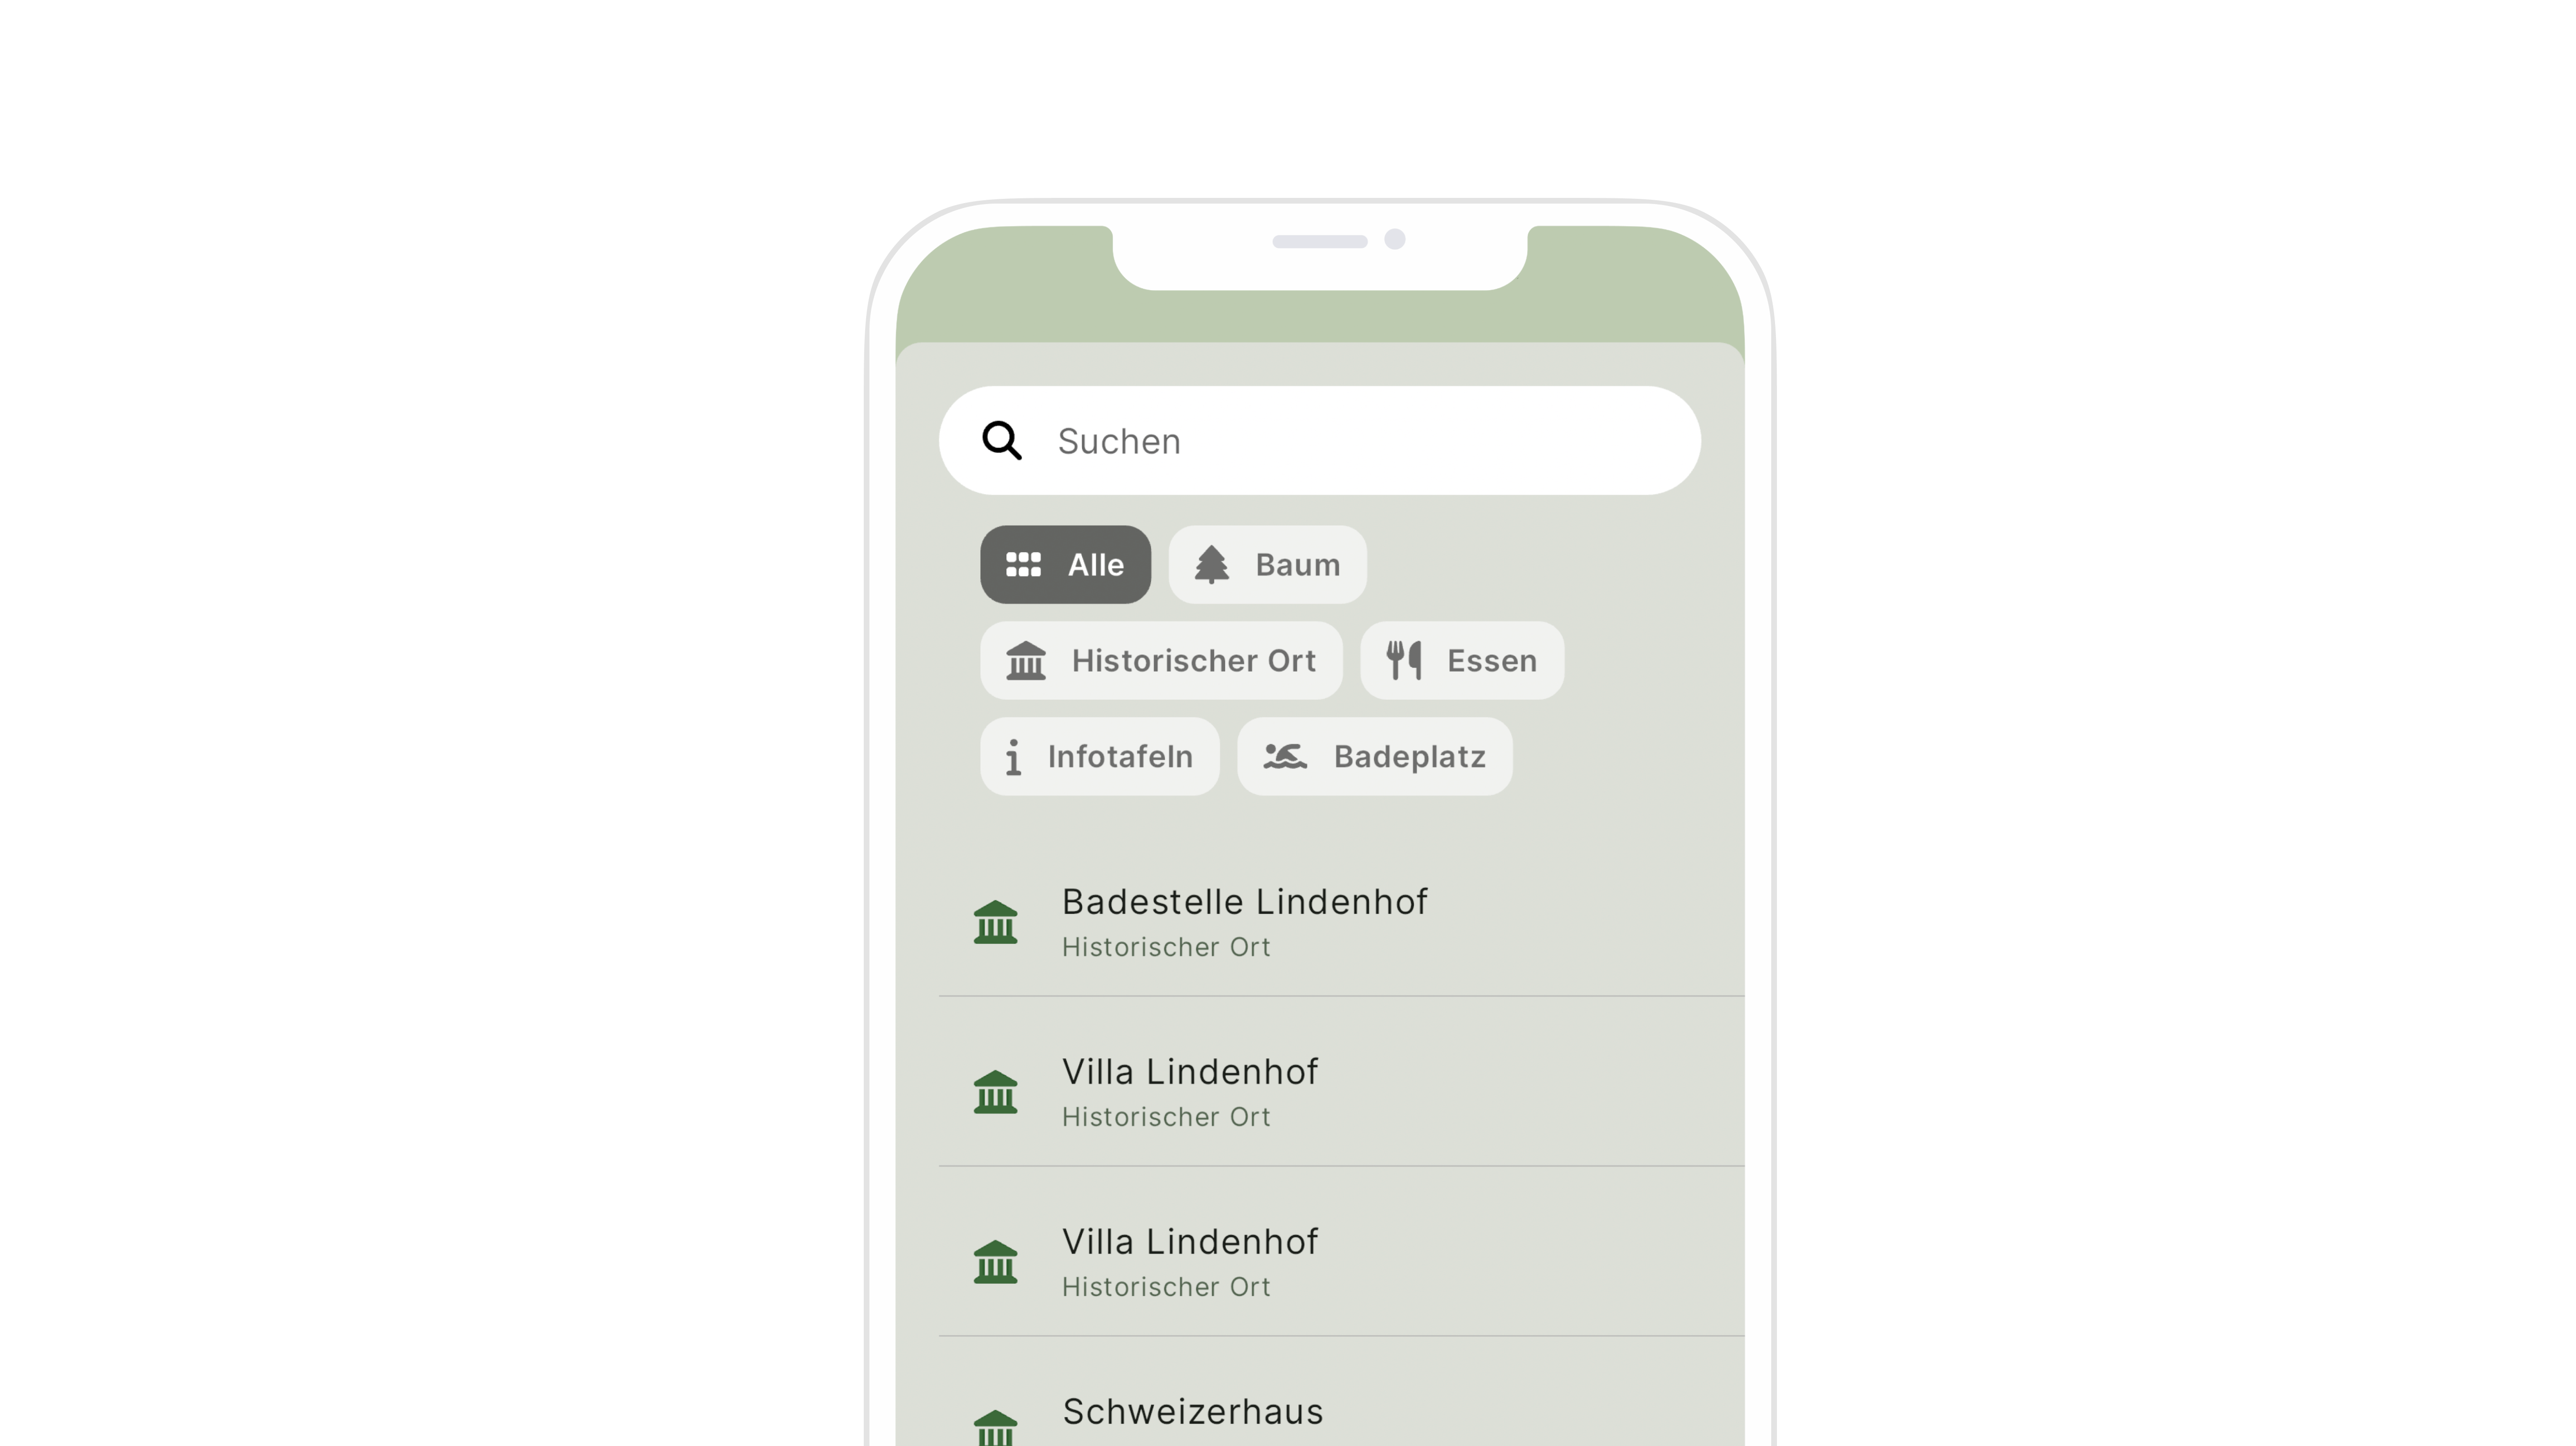 Suchen
Alle Baum
Historischer Ort Essen
Infotafeln Badeplatz
Badestelle Lindenhof
Historischer Ort
Villa Lindenhof
Historischer Ort
Villa Lindenhof
Historischer Ort
Schweizerhaus